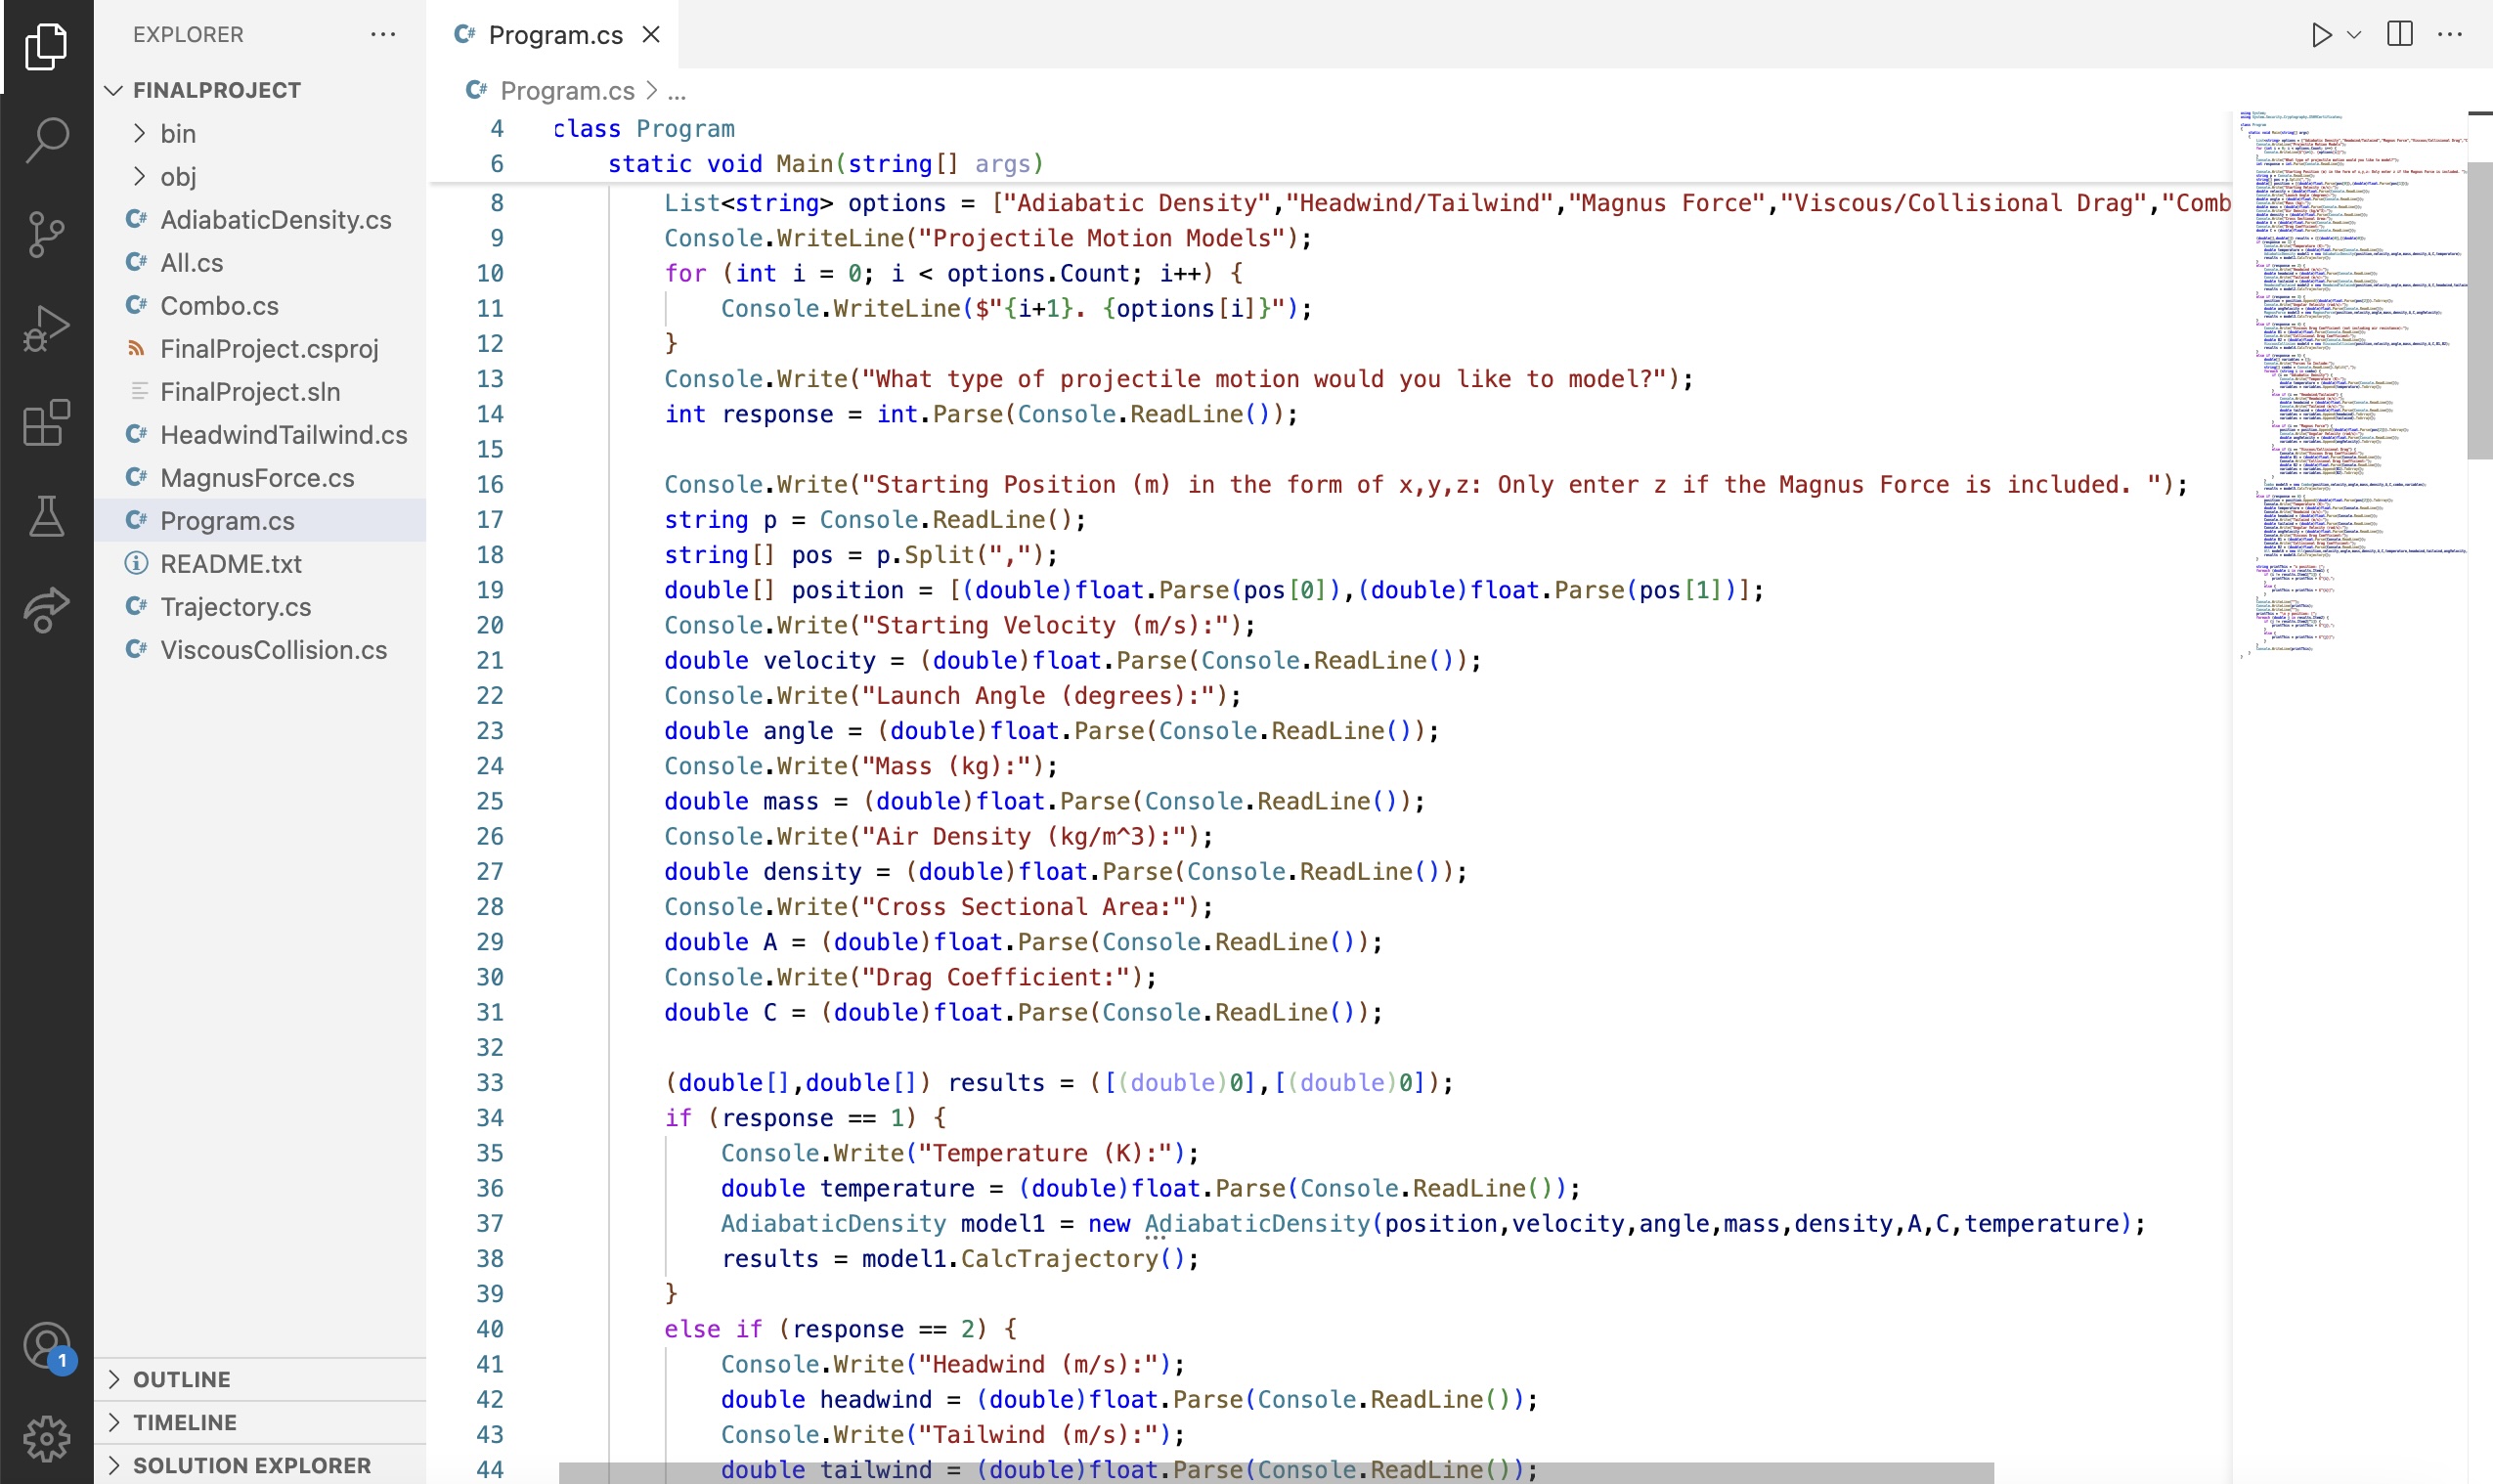 EXPLORER
FINALPROJECT
bin
obj
AdiabaticDensity.cs
All.cs
Combo.cs
FinalProject.csproj
FinalProject.sln
HeadwindTailwind.cs
MagnusForce.cs
Program.cs
README.txt
Trajectory.cs
ViscousCollision.cs
1
OUTLINE
TIMELINE
SOLUTION EXPLORER
C# Program.cs
C# Program.cs > ...
4 class Program
6 static void Main(string[] args)
8 List<string> options = ["Adiabatic Density","Headwind/Tailwind","Magnus Force","Viscous/Collisional Drag","Comb
9 Console.WriteLine("Projectile Motion Models");
10 for (int i = 0; i < options.Count; i++) {
11 Console.WriteLine($"{i+1}. {options[i]}");
12 }
13 Console.Write("What type of projectile motion would you like to model?");
14 int response = int.Parse(Console.ReadLine());
15
16 Console.Write("Starting Position (m) in the form of x,y,z: Only enter z if the Magnus Force is included. ");
17 string p = Console.ReadLine();
18 string[] pos = p.Split(",");
19 double[] position = [(double)float.Parse(pos[0]),(double)float.Parse(pos[1])];
20 Console.Write("Starting Velocity (m/s):");
21 double velocity = (double)float.Parse(Console.ReadLine());
22 Console.Write("Launch Angle (degrees):");
23 double angle = (double)float.Parse(Console.ReadLine());
24 Console.Write("Mass (kg):");
25 double mass = (double)float.Parse(Console.ReadLine());
26 Console.Write("Air Density (kg/m^3):");
27 double density = (double)float.Parse(Console.ReadLine());
28 Console.Write("Cross Sectional Area:");
29 double A = (double)float.Parse(Console.ReadLine());
30 Console.Write("Drag Coefficient:");
31 double C = (double)float.Parse(Console.ReadLine());
32
33 (double[],double[]) results = ([(double)0],[(double)0]);
34 if (response == 1) {
35 Console.Write("Temperature (K):");
36 double temperature = (double)float.Parse(Console.ReadLine());
37 AdiabaticDensity model1 = new AdiabaticDensity(position,velocity,angle,mass,density,A,C,temperature);
38 results = model1.CalcTrajectory();
39 }
40 else if (response == 2) {
41 Console.Write("Headwind (m/s):");
42 double headwind = (double)float.Parse(Console.ReadLine());
43 Console.Write("Tailwind (m/s):");
44 double tailwind = (double)float.Parse(Console.ReadLine());